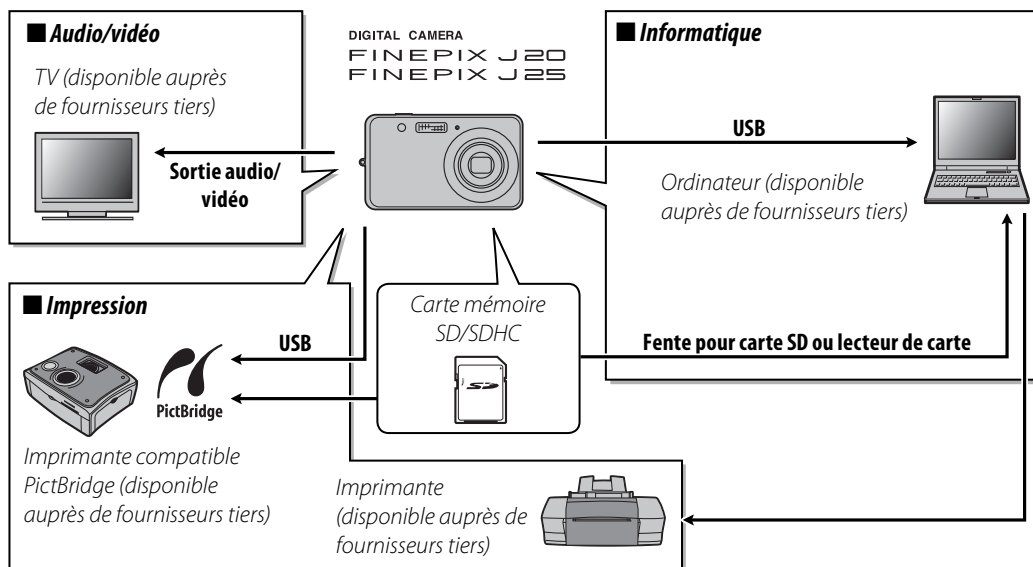 ■ Audio/vidéo
TV (disponible auprès
de fournisseurs tiers)
Sortie audio/
vidéo
DIGITAL CAMERA
FINEPIX J20
FINEPIX J25
■ Informatique
USB
Ordinateur (disponible
auprès de fournisseurs tiers)
■ Impression
USB
PictBridge
Imprimante compatible
PictBridge (disponible
auprès de fournisseurs tiers)
Carte mémoire
SD/SDHC
SD
Fente pour carte SD ou lecteur de carte
Imprimante
(disponible auprès de
fournisseurs tiers)